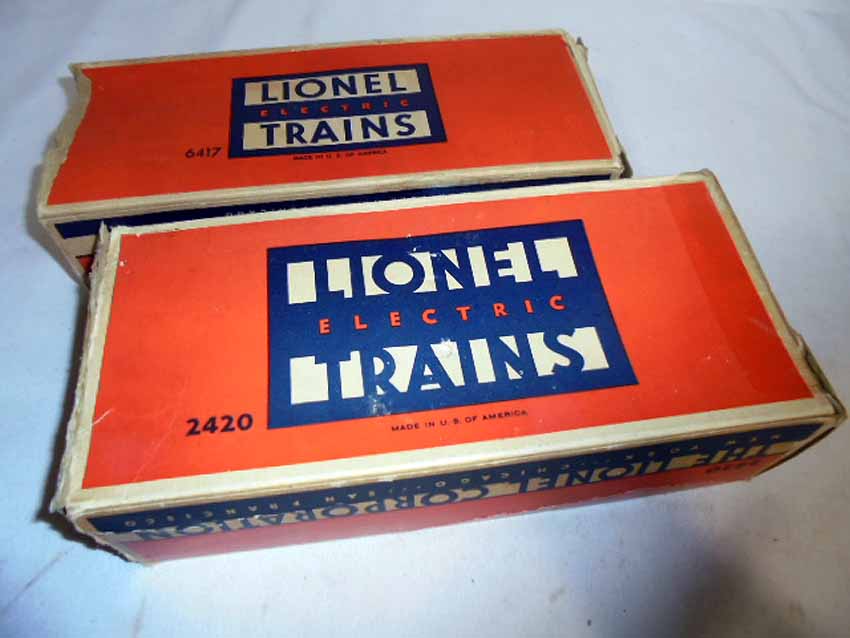 LIONEL
ELECTRIC
TRAINS
6417
MADE IN U. S. OF AMERICA
LIONEL
ELECTRIC
TRAINS
2420
MADE IN U. S. OF AMERICA
2420
THE LIONEL CORPORATION
NEW YORK CHICAGO SAN FRANCISCO